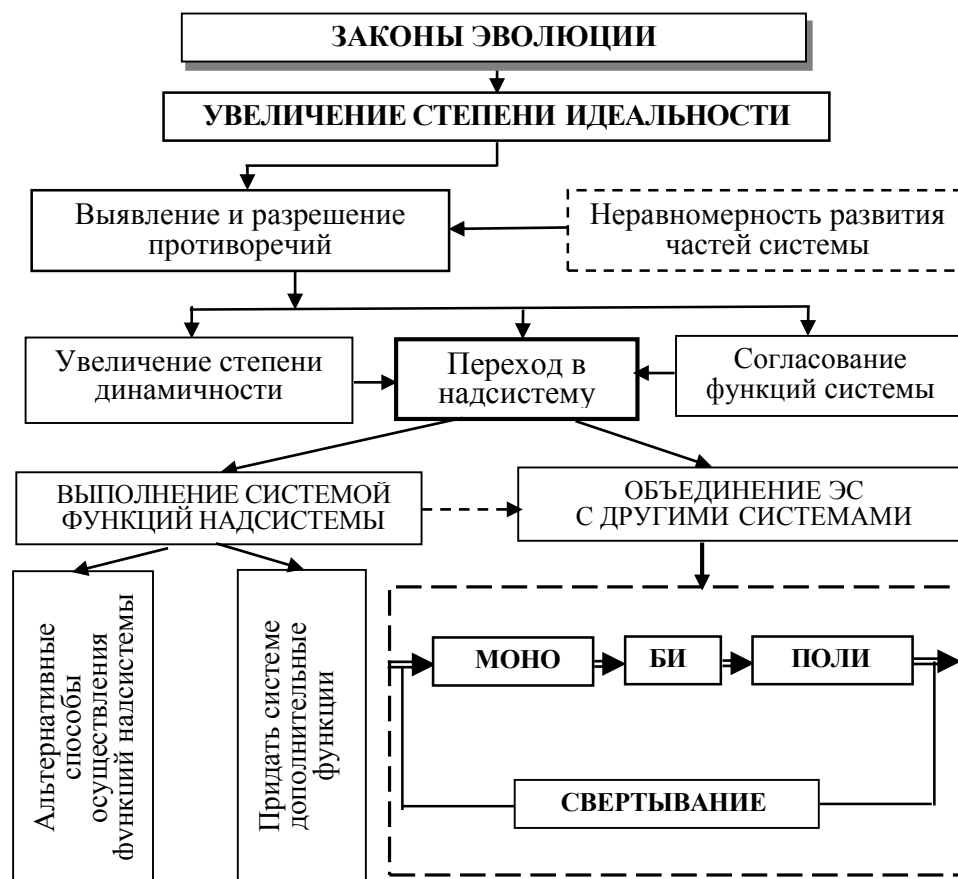 ЗАКОНЫ ЭВОЛЮЦИИ
УВЕЛИЧЕНИЕ СТЕПЕНИ ИДЕАЛЬНОСТИ
Выявление и разрешение
противоречий
Неравномерность развития
частей системы
Увеличение степени
динамичности
Переход в
надсистему
Согласование
функций системы
ВЫПОЛНЕНИЕ СИСТЕМОЙ
ФУНКЦИЙ НАДСИСТЕМЫ
ОБЪЕДИНЕНИЕ ЭС
С ДРУГИМИ СИСТЕМАМИ
Альтернативные
способы
осуществления
функций надсистемы
Придать системе
дополнительные
функции
МОНО
БИ
ПОЛИ
СВЕРТЫВАНИЕ